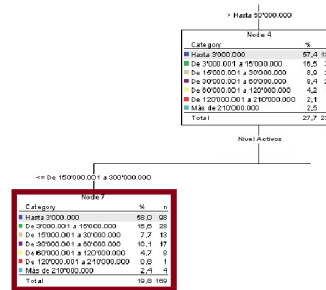 > Hasta 50'000.000
Node 4
Category %
Hasta 3'000.000 57,4
De 3'000.001 a 15'000.000 16,5
De 15'000.001 a 30'000.000 8,9
De 30'000.001 a 60'000.000 8,4
De 60'000.001 a 120'000.000 4,2
De 120'000.001 a 210'000.000 2,1
Más de 210'000.000 2,5
Total 27,7
Nivel Activos
<= De 150'000.001 a 300'000.000
Node 7
Category % n
Hasta 3'000.000 58,0 98
De 3'000.001 a 15'000.000 16,6 28
De 15'000.001 a 30'000.000 7,7 13
De 30'000.001 a 60'000.000 10,1 17
De 60'000.001 a 120'000.000 4,7 8
De 120'000.001 a 210'000.000 0,6 1
Más de 210'000.000 2,4 4
Total 19,8 169